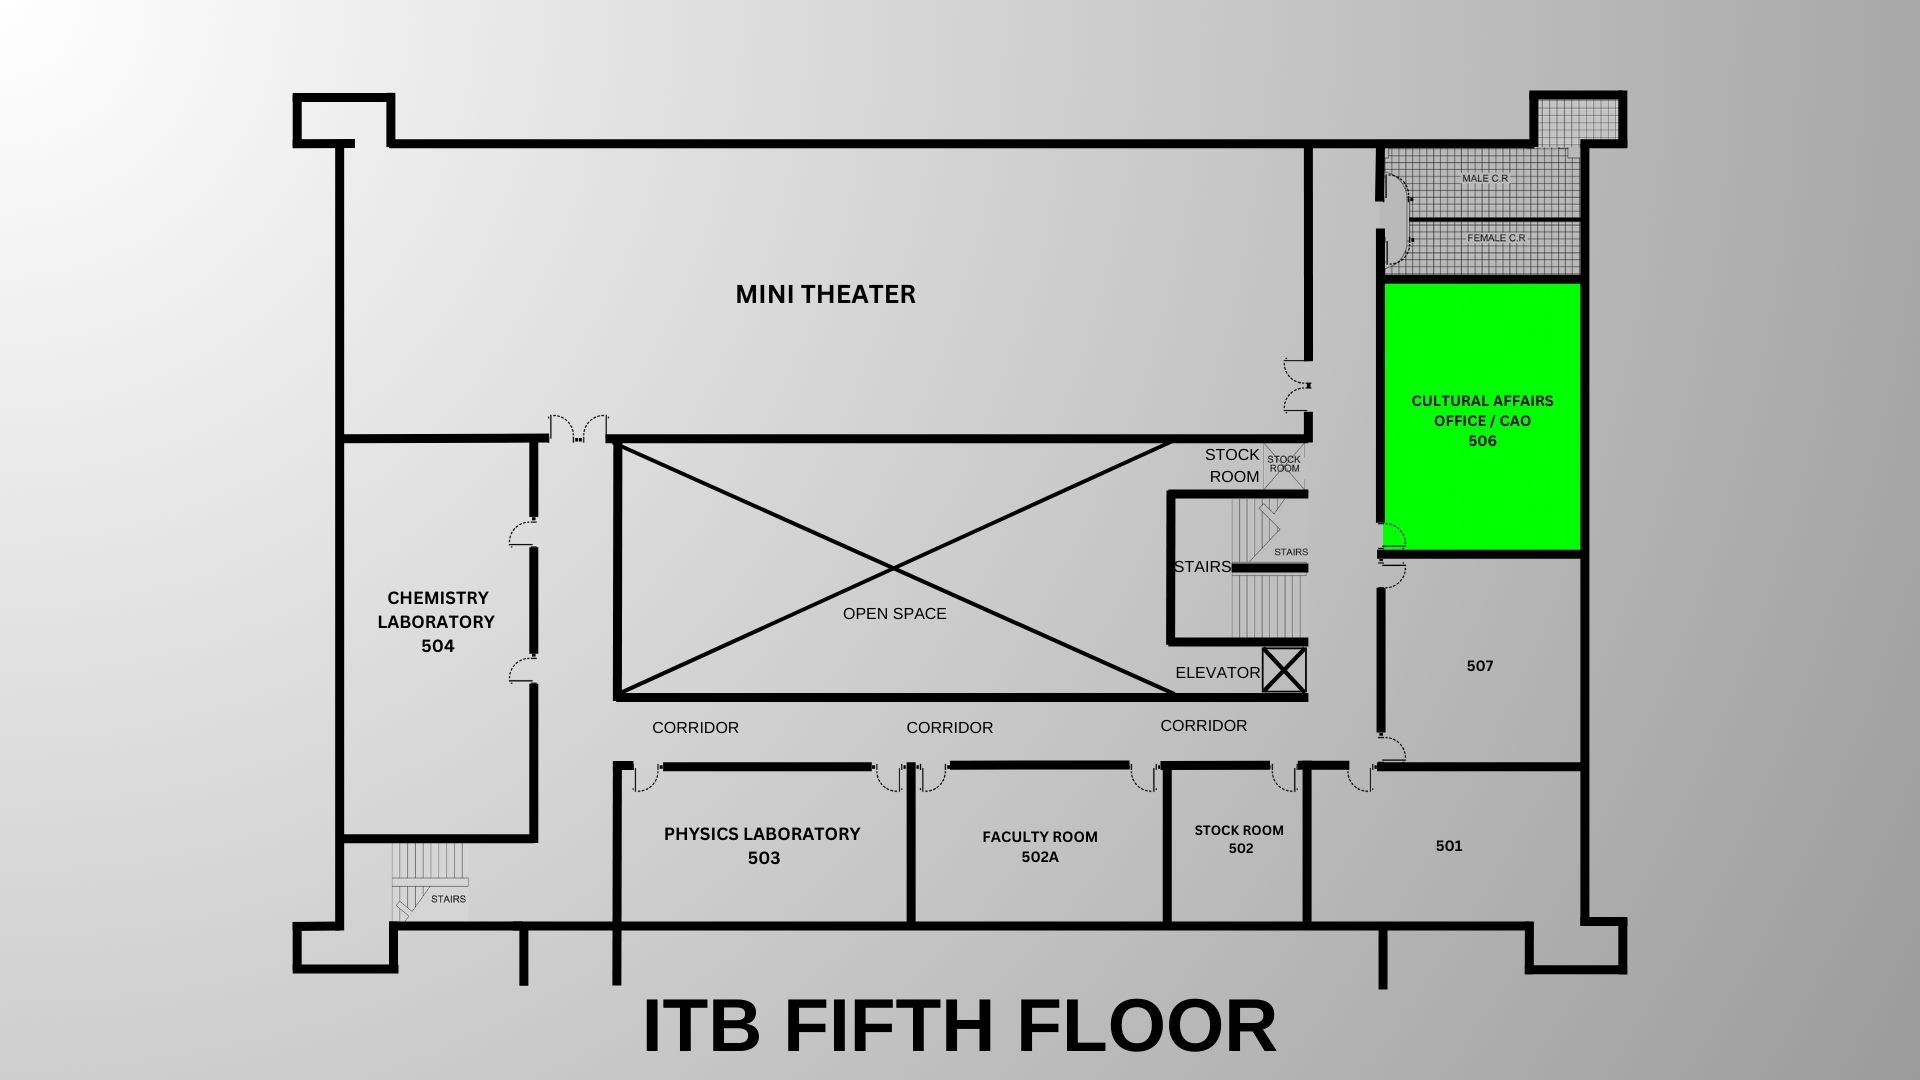 MALE C.R
FEMALE C.R
MINI THEATER
CULTURAL AFFAIRS
OFFICE / CAO
506
STOCK
ROOM
STOCK
ROOM
STAIRS
STAIRS
CHEMISTRY
LABORATORY
504
OPEN SPACE
ELEVATOR
507
CORRIDOR
CORRIDOR
CORRIDOR
PHYSICS LABORATORY
503
FACULTY ROOM
502A
STOCK ROOM
502
501
STAIRS
ITB FIFTH FLOOR